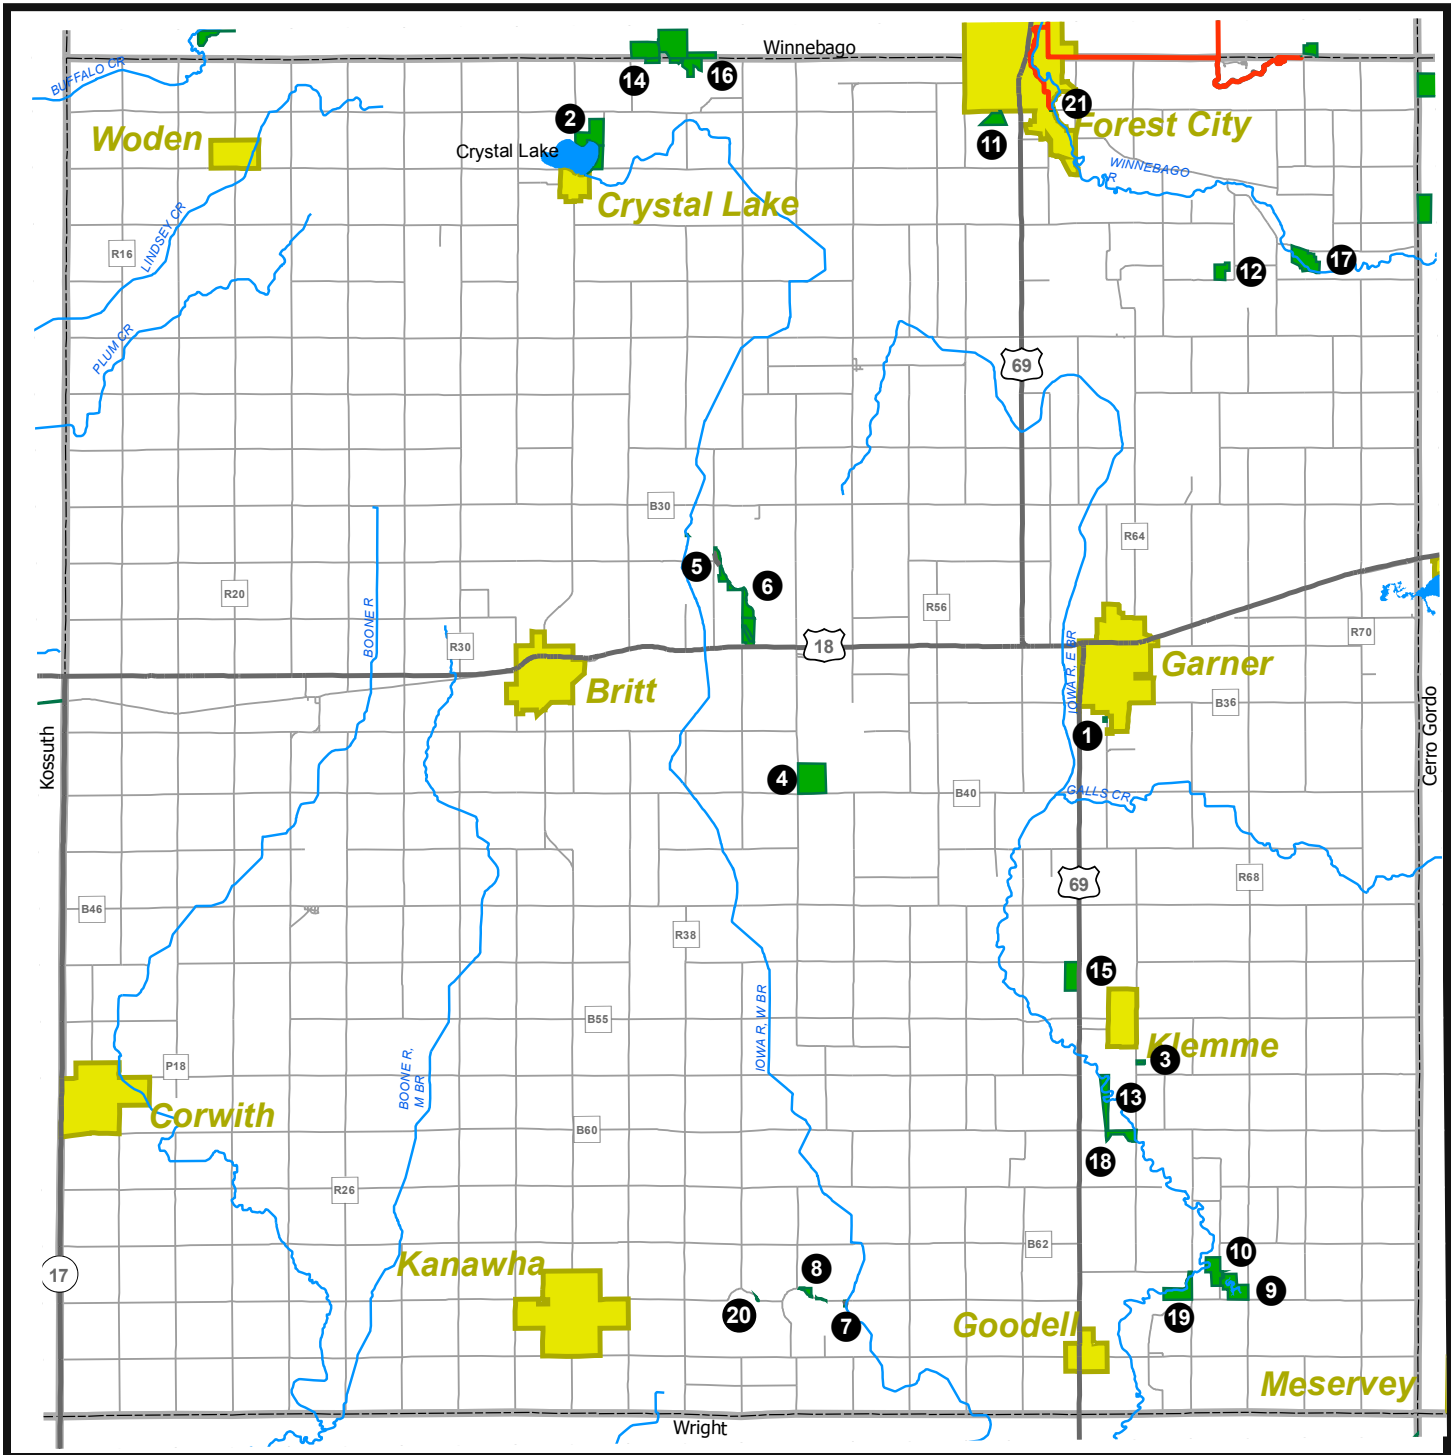 Winnebago
BUFFALO CR
14
16
2
21
Woden
Forest City
11
Crystal Lake
WINNEBAGO
R
Crystal Lake
LINDSEY CR
R16
17
12
PLUM CR
69
B30
R64
5
6
R20
R56
BOONE R
R70
R30
18
IOWA R, E BR
Garner
Britt
B36
1
Kossuth
Cerro Gordo
4
B40
GALLS CR
69
R68
B46
R38
15
IOWA R, W BR
B55
Klemme
3
P18
BOONE R,
M BR
13
Corwith
B60
18
R26
B62
10
Kanawha
8
17
9
20
7
19
Goodell
Meservey
Wright